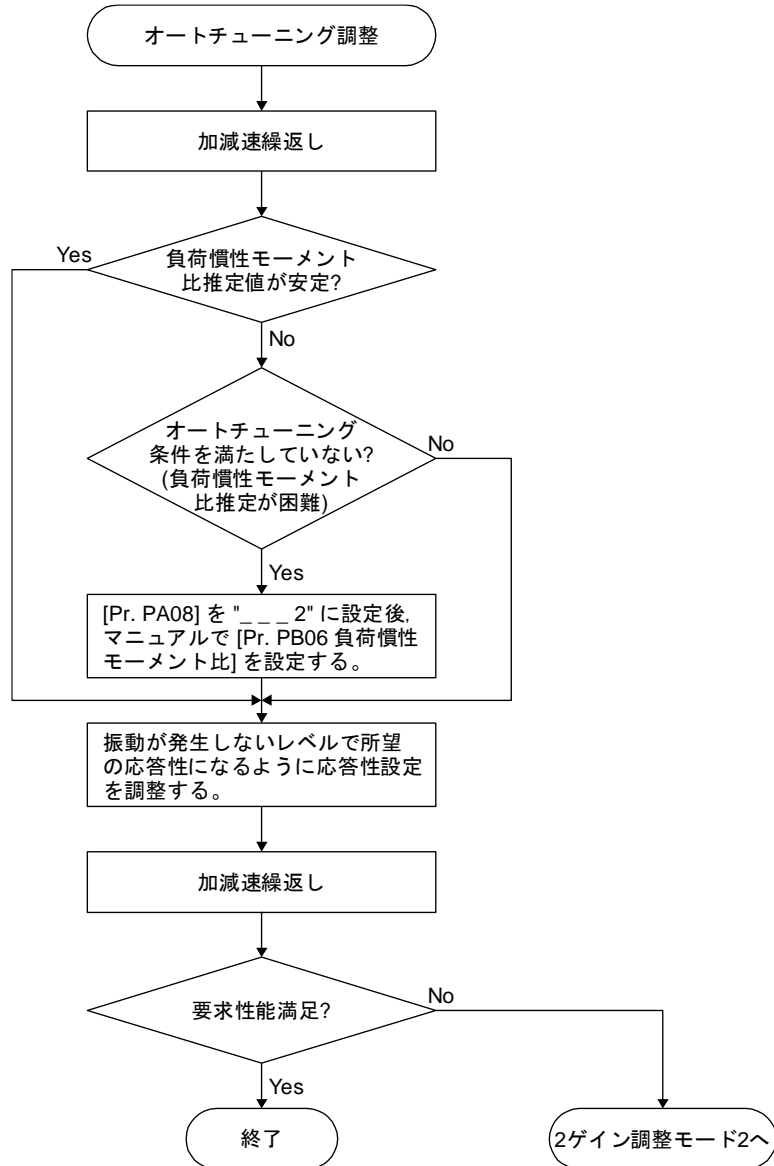 オートチューニング調整
加減速繰返し
Yes
負荷慣性モーメント
比推定値が安定?
No
オートチューニング
条件を満たしていない?
(負荷慣性モーメント
比推定が困難)
No
Yes
[Pr. PA08] を "_ _ _ 2" に設定後,
マニュアルで [Pr. PB06 負荷慣性
モーメント比] を設定する。
振動が発生しないレベルで所望
の応答性になるように応答性設定
を調整する。
加減速繰返し
要求性能満足?
No
Yes
終了
2ゲイン調整モード2へ